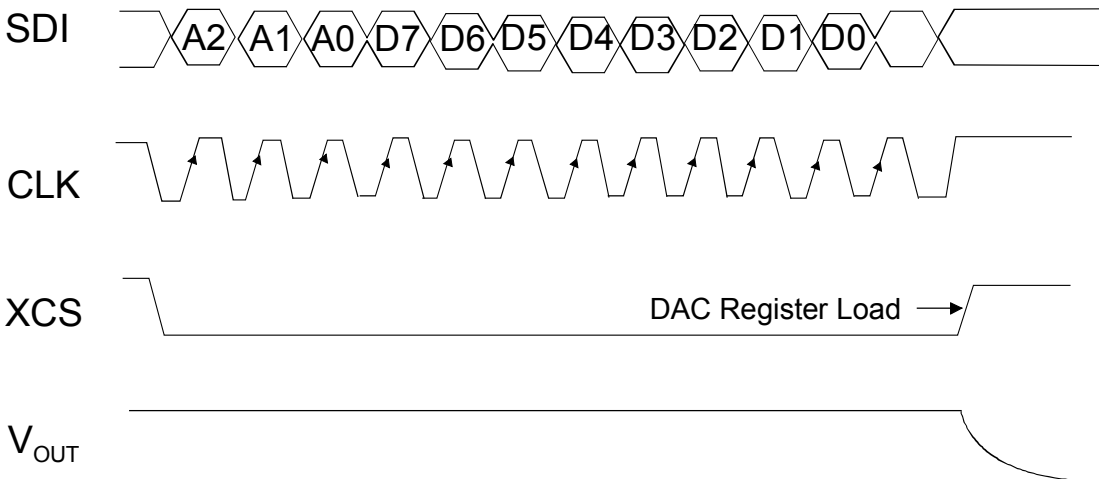 SDI A2 A1 A0 D7 D6 D5 D4 D3 D2 D1 D0
CLK
XCS DAC Register Load
VOUT